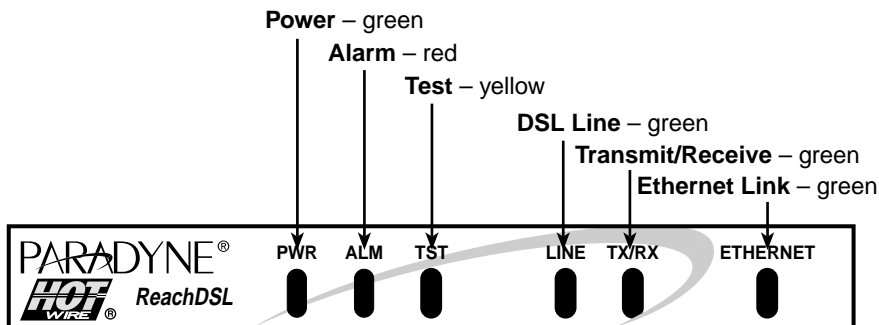 Power – green
Alarm – red
Test – yellow
DSL Line – green
Transmit/Receive – green
Ethernet Link – green
PARADYNE®
PWR ALM TST LINE TX/RX ETHERNET
HOT WIRE® ReachDSL